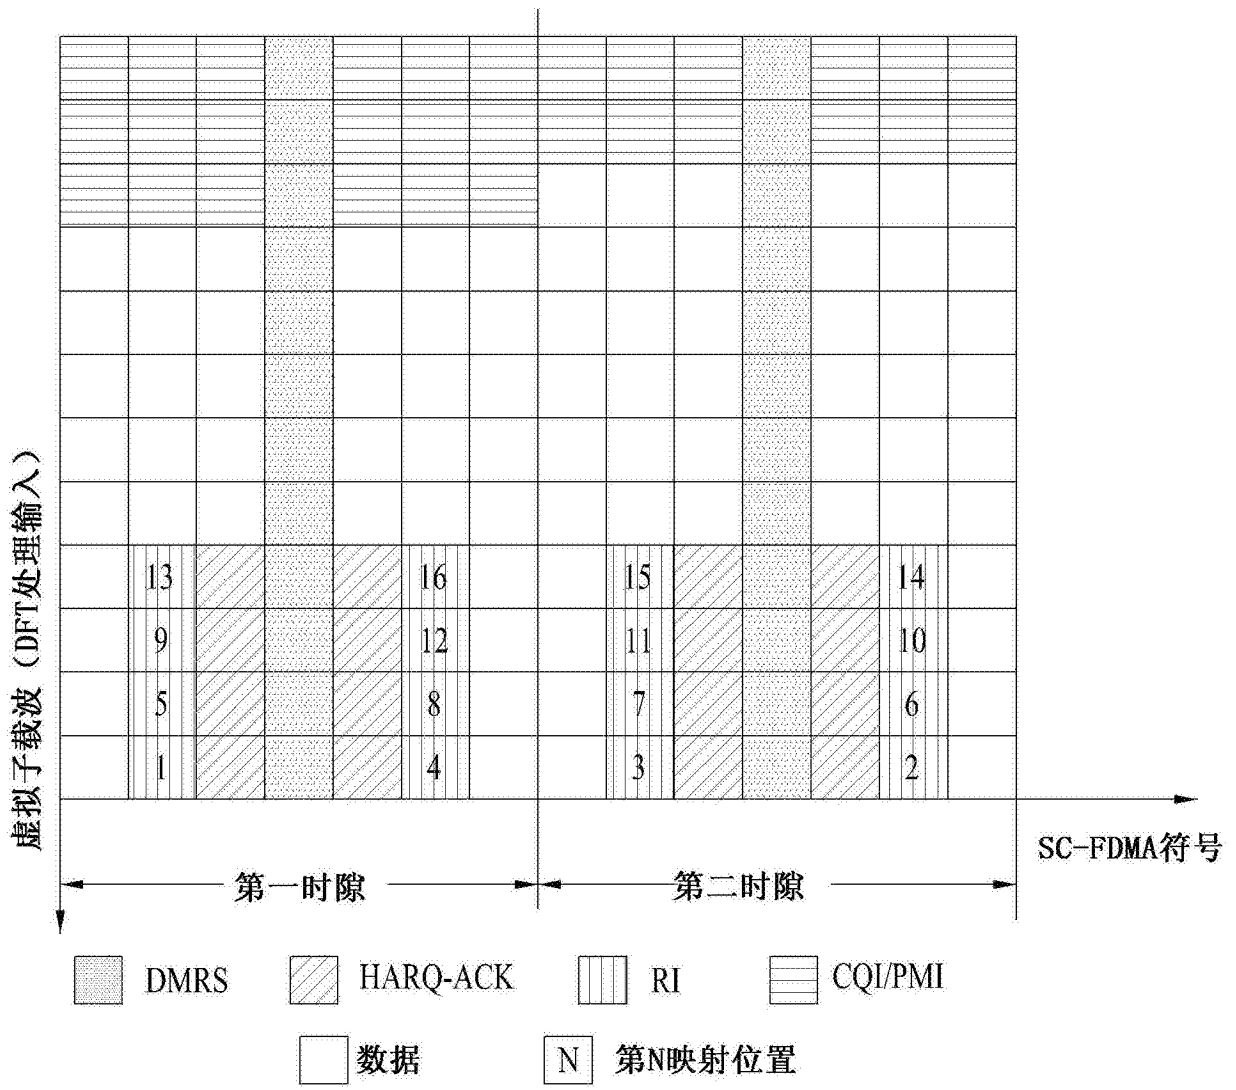 13 16 15 14
9 12 11 10
5 8 7 6
1 4 3 2
虚拟子载波（DFT处理输入）
SC-FDMA符号
第一时隙 第二时隙
DMRS HARQ-ACK RI CQI/PMI
数据 N 第N映射位置